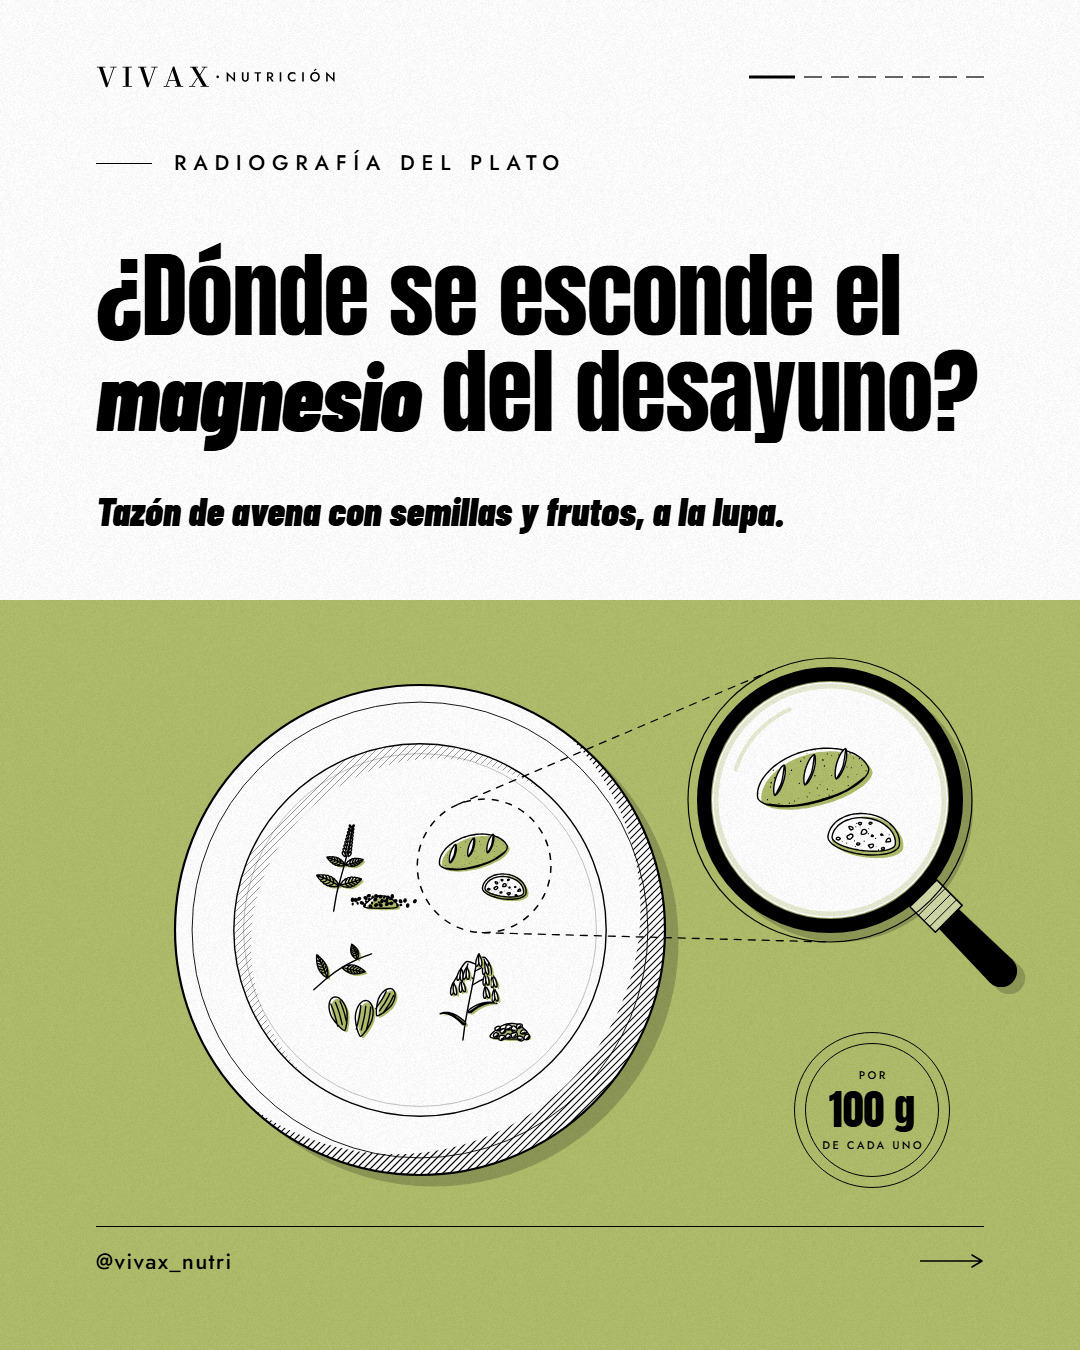 VIVAX · NUTRICIÓN
RADIOGRAFÍA DEL PLATO
¿Dónde se esconde el
magnesio del desayuno?
Tazón de avena con semillas y frutos, a la lupa.
POR
100 g
DE CADA UNO
@vivax_nutri